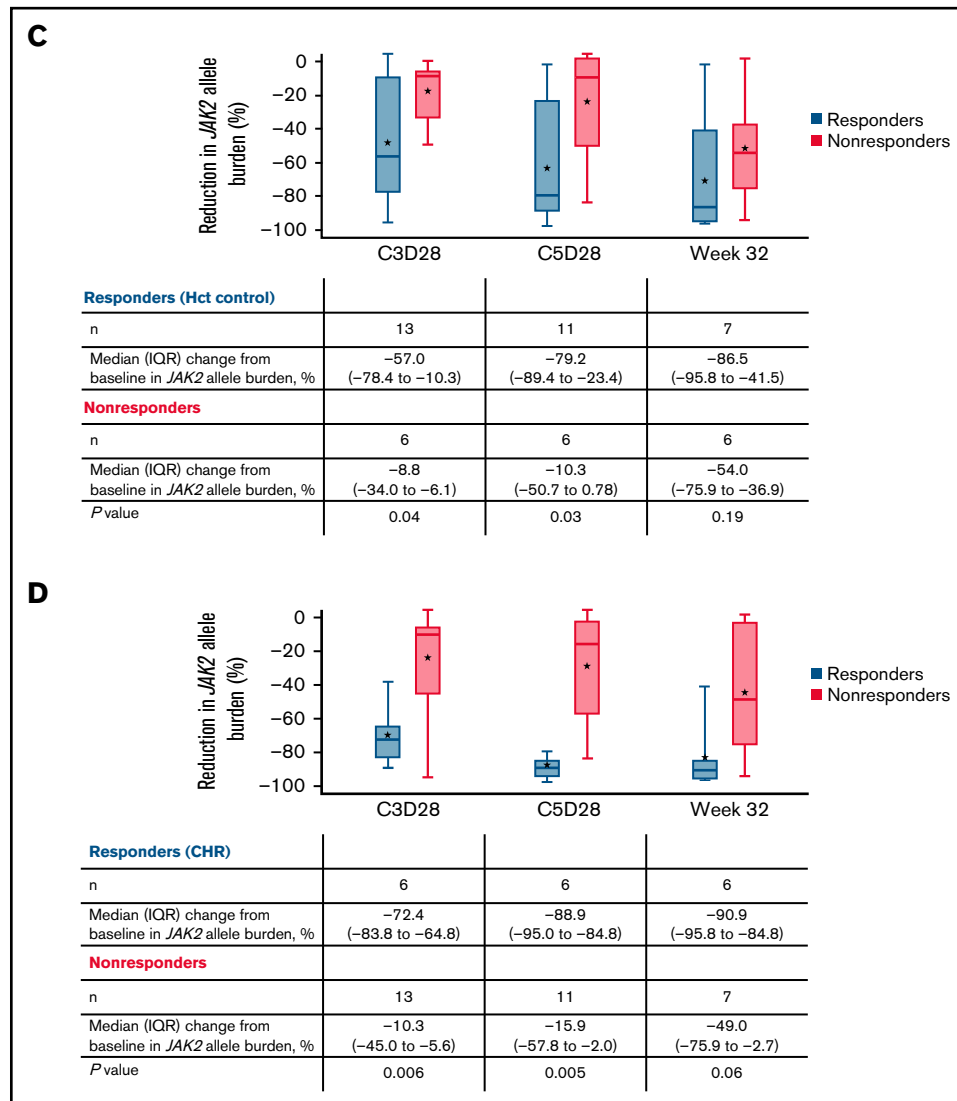 C
Reduction in JAK2 allele
burden (%)
0
−20
−40
−60
−80
−100
C3D28 C5D28 Week 32
Responders
Nonresponders
Responders (Hct control)
n 13 11 7
Median (IQR) change from
baseline in JAK2 allele burden, %
−57.0
(−78.4 to −10.3)
−79.2
(−89.4 to −23.4)
−86.5
(−95.8 to −41.5)
Nonresponders
n 6 6 6
Median (IQR) change from
baseline in JAK2 allele burden, %
−8.8
(−34.0 to −6.1)
−10.3
(−50.7 to 0.78)
−54.0
(−75.9 to −36.9)
P value 0.04 0.03 0.19
D
Reduction in JAK2 allele
burden (%)
0
−20
−40
−60
−80
−100
C3D28 C5D28 Week 32
Responders
Nonresponders
Responders (CHR)
n 6 6 6
Median (IQR) change from
baseline in JAK2 allele burden, %
−72.4
(−83.8 to −64.8)
−88.9
(−95.0 to −84.8)
−90.9
(−95.8 to −84.8)
Nonresponders
n 13 11 7
Median (IQR) change from
baseline in JAK2 allele burden, %
−10.3
(−45.0 to −5.6)
−15.9
(−57.8 to −2.0)
−49.0
(−75.9 to −2.7)
P value 0.006 0.005 0.06